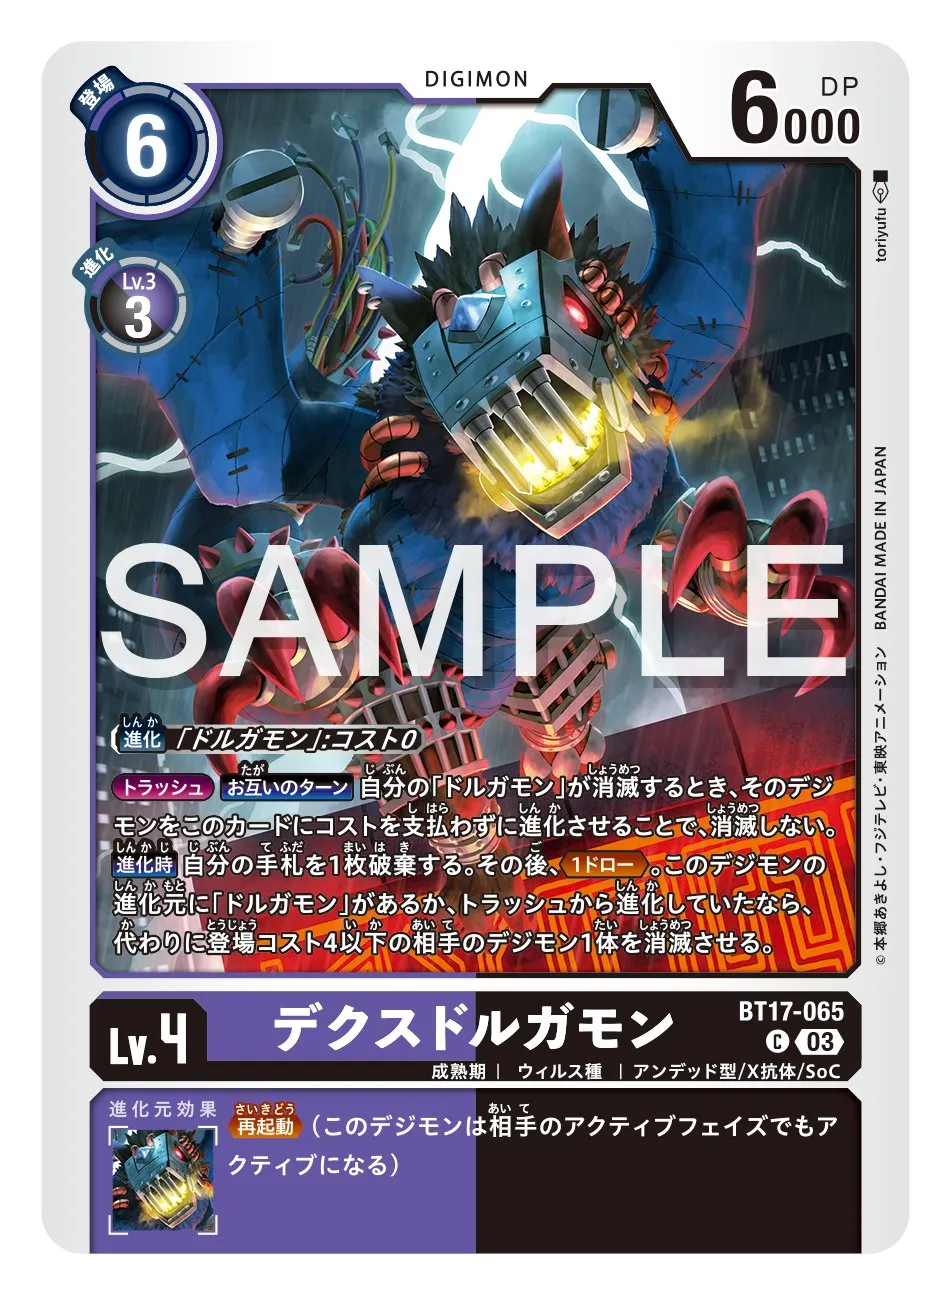 DIGIMON
登場
6
DP
6000
進化
Lv.3
3
toriyufu
©本郷あきよし・フジテレビ・東映アニメーション BANDAI MADE IN JAPAN
SAMPLE
進化 「ドルガモン」:コスト0
トラッシュ お互いのターン 自分の「ドルガモン」が消滅するとき、そのデジ
モンをこのカードにコストを支払わずに進化させることで、消滅しない。
進化時 自分の手札を1枚破棄する。その後、1ドロー。このデジモンの
進化元に「ドルガモン」があるか、トラッシュから進化していたなら、
代わりに登場コスト4以下の相手のデジモン1体を消滅させる。
Lv.4
デクスドルガモン
BT17-065
C 03
成熟期 | ウィルス種 | アンデッド型/X抗体/SoC
進化元効果
再起動 (このデジモンは相手のアクティブフェイズでもア
クティブになる)